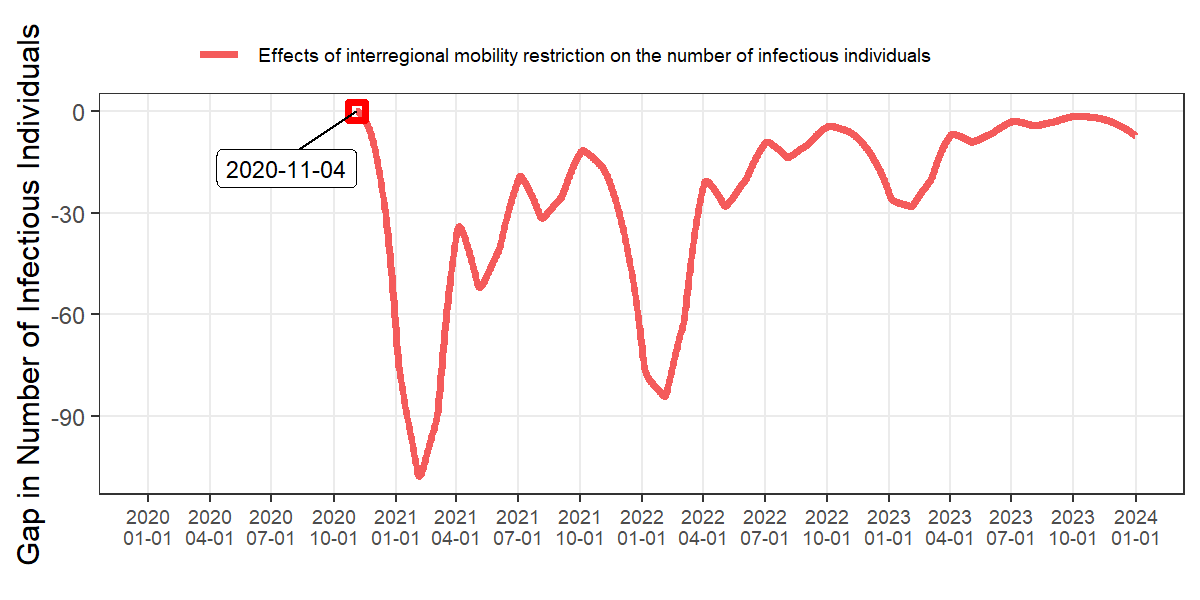 Effects of interregional mobility restriction on the number of infectious individuals
Gap in Number of Infectious Individuals
0
-30
-60
-90
2020-11-04
2020 2020 2020 2020 2021 2021 2021 2021 2022 2022 2022 2022 2023 2023 2023 2023 2024
01-01 04-01 07-01 10-01 01-01 04-01 07-01 10-01 01-01 04-01 07-01 10-01 01-01 04-01 07-01 10-01 01-01